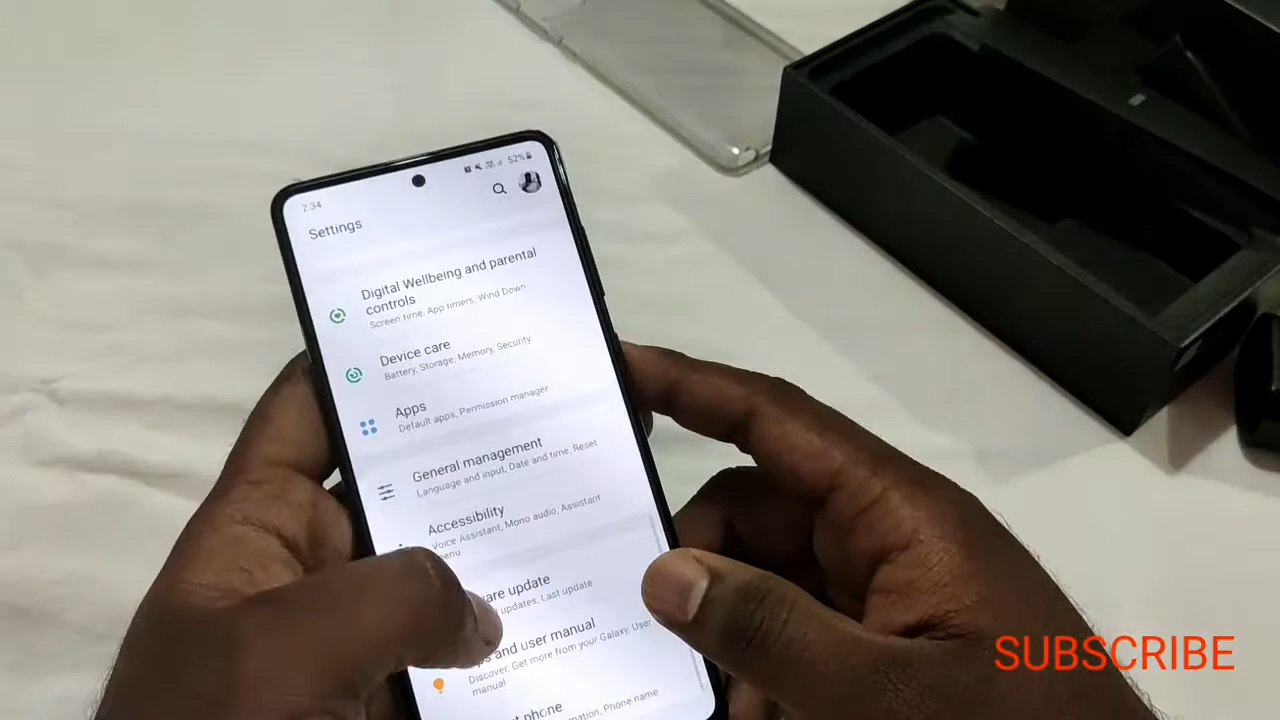 2:34
52%
Settings
Digital Wellbeing and parental
controls
Screen time, App timers, Wind Down
Device care
Battery, Storage, Memory, Security
Apps
Default apps, Permission manager
General management
Language and input, Date and time, Reset
Accessibility
Voice Assistant, Mono audio, Assistant
menu
ware update
updates, Last update
ps and user manual
Discover, Get more from your Galaxy, User
manual
t phone
mation, Phone name
SUBSCRIBE